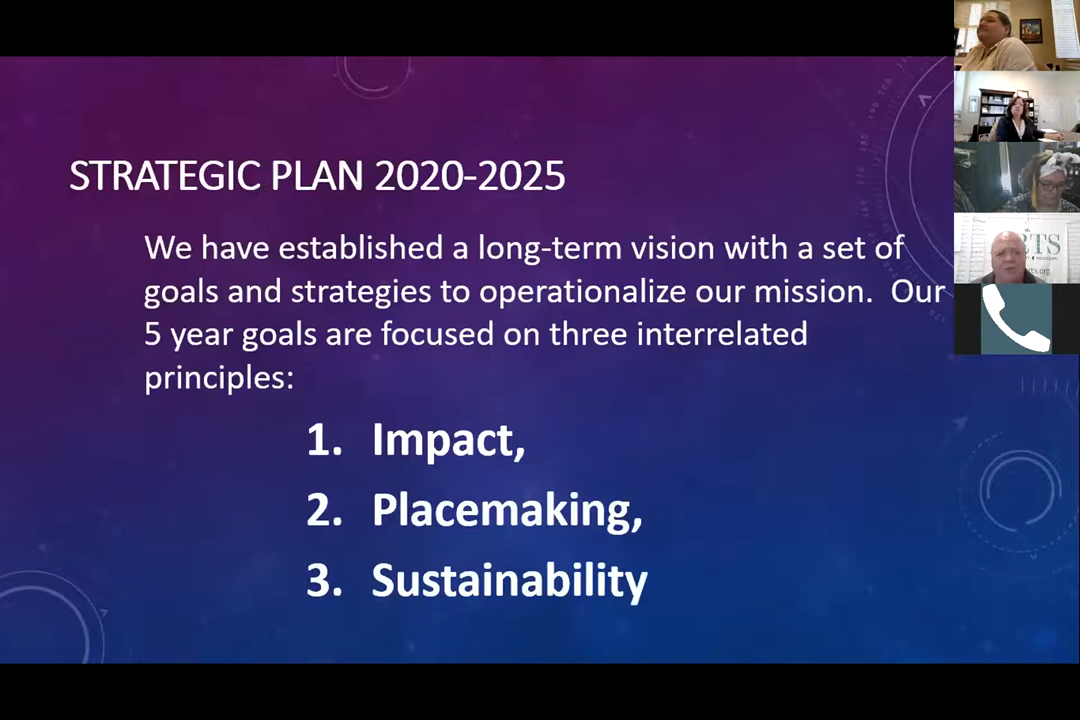 STRATEGIC PLAN 2020-2025
We have established a long-term vision with a set of
goals and strategies to operationalize our mission. Our
5 year goals are focused on three interrelated
principles:
1. Impact,
2. Placemaking,
3. Sustainability